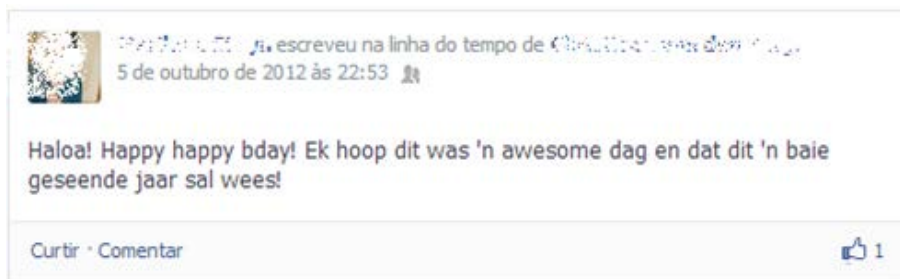 escreveu na linha do tempo de
5 de outubro de 2012 às 22:53
Haloa! Happy happy bday! Ek hoop dit was 'n awesome dag en dat dit 'n baie
geseende jaar sal wees!
Curtir · Comentar 1